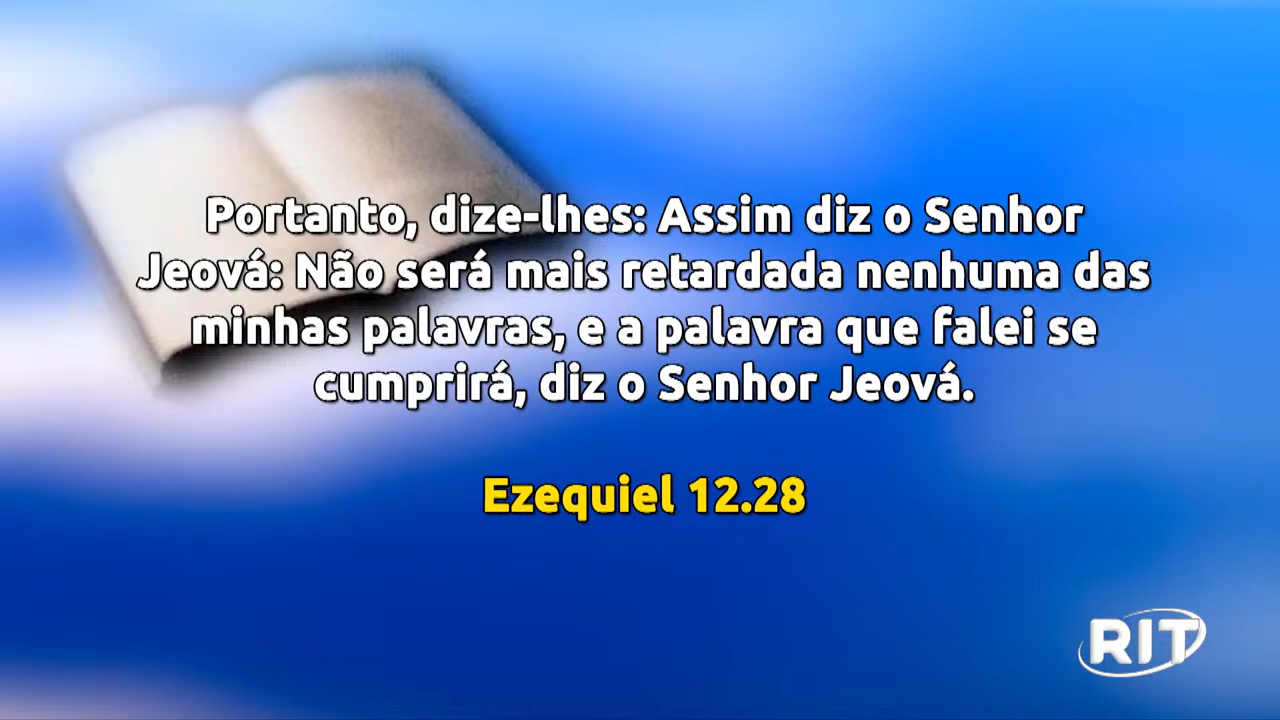 Portanto, dize-lhes: Assim diz o Senhor
Jeová: Não será mais retardada nenhuma das
minhas palavras, e a palavra que falei se
cumprirá, diz o Senhor Jeová.
Ezequiel 12.28
RIT